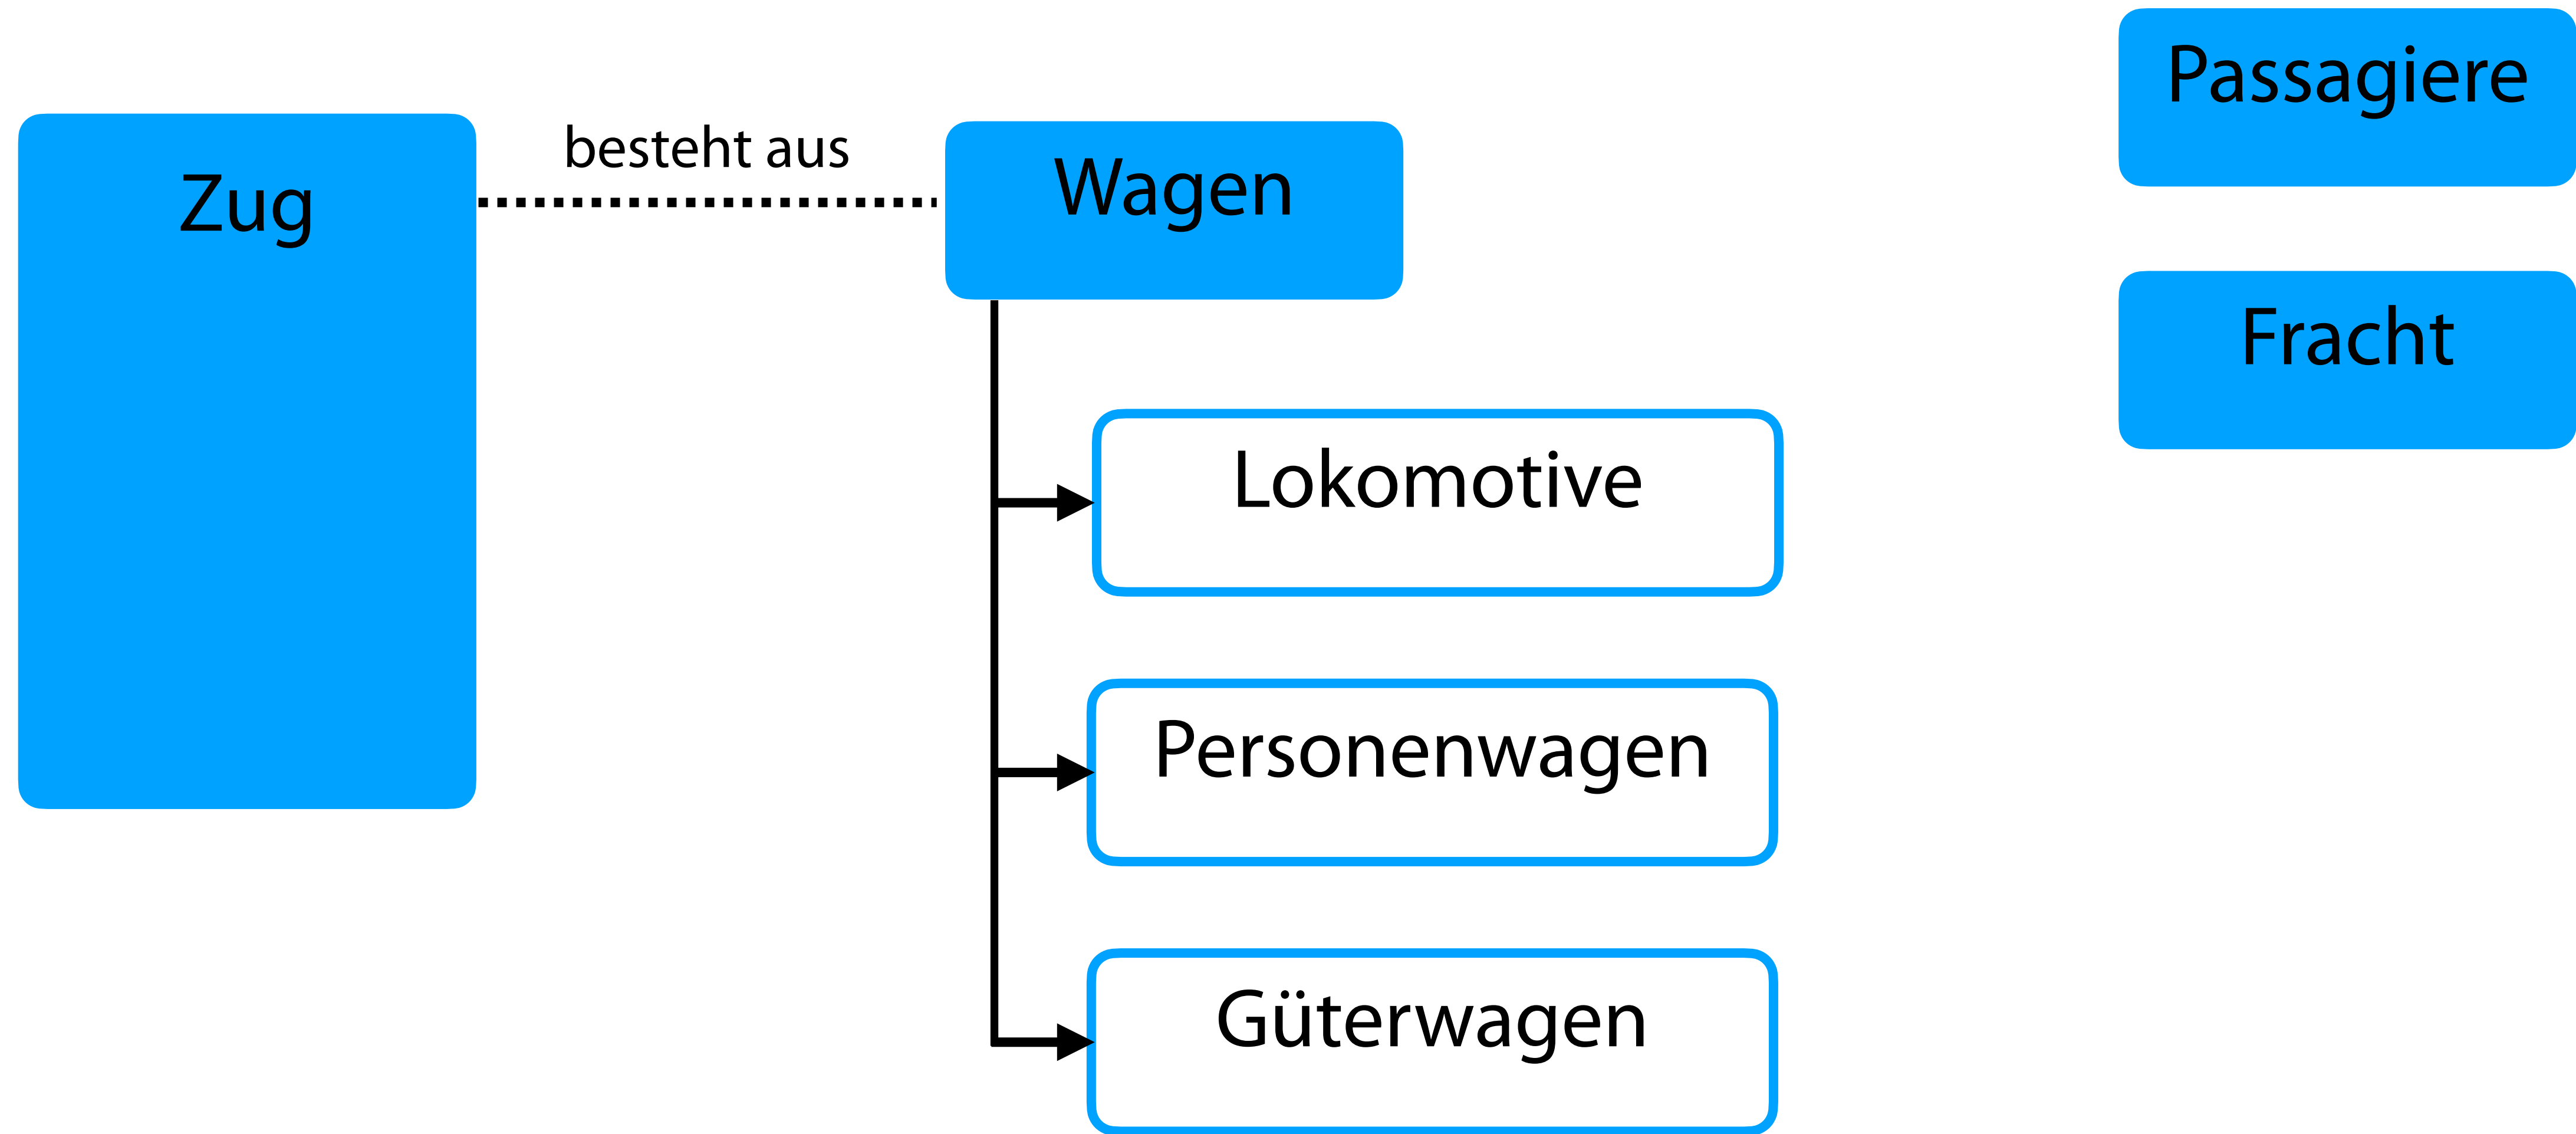 Zug
besteht aus
Wagen
Lokomotive
Personenwagen
Güterwagen
Passagiere
Fracht